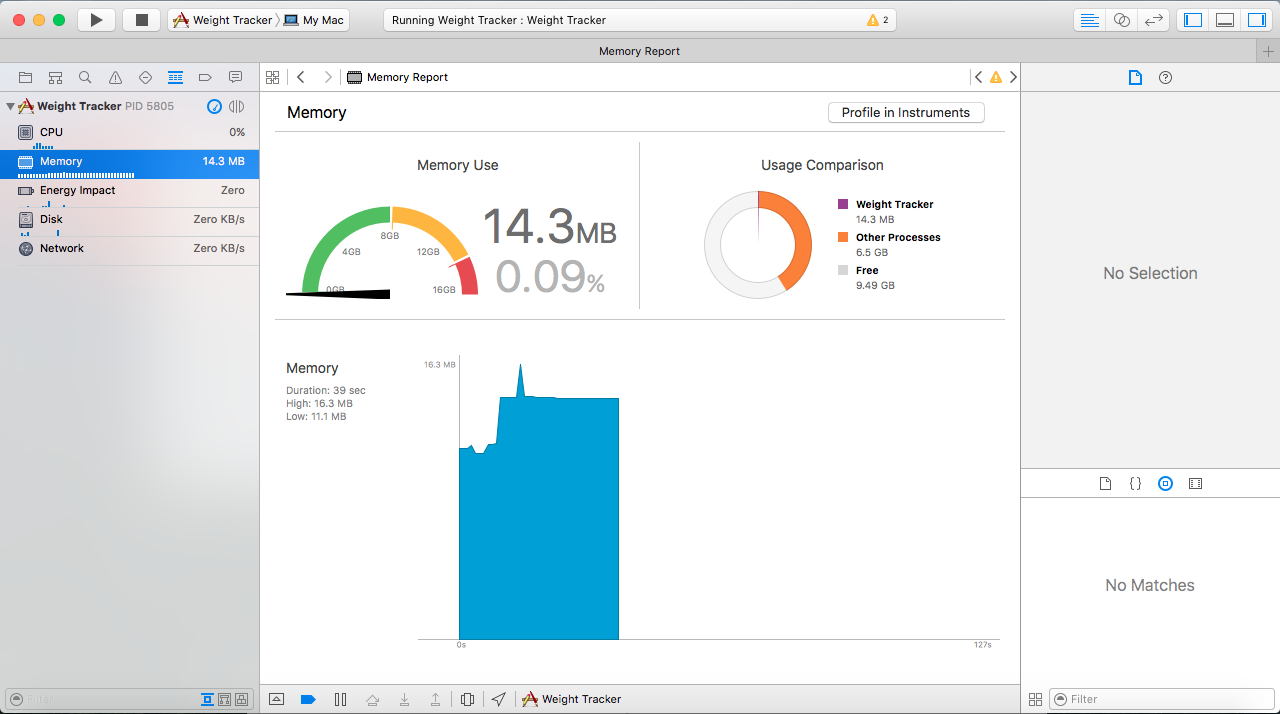 Weight Tracker
My Mac
Running Weight Tracker : Weight Tracker
2
Memory Report
Memory Report
Weight Tracker PID 5805
CPU 0%
Memory 14.3 MB
Energy Impact Zero
Disk Zero KB/s
Network Zero KB/s
Filter
Memory
Profile in Instruments
Memory Use
0GB
4GB
8GB
12GB
16GB
14.3MB
0.09%
Usage Comparison
Weight Tracker
14.3 MB
Other Processes
6.5 GB
Free
9.49 GB
Memory
Duration: 39 sec
High: 16.3 MB
Low: 11.1 MB
16.3 MB
0s
127s
Weight Tracker
No Selection
{}
No Matches
Filter